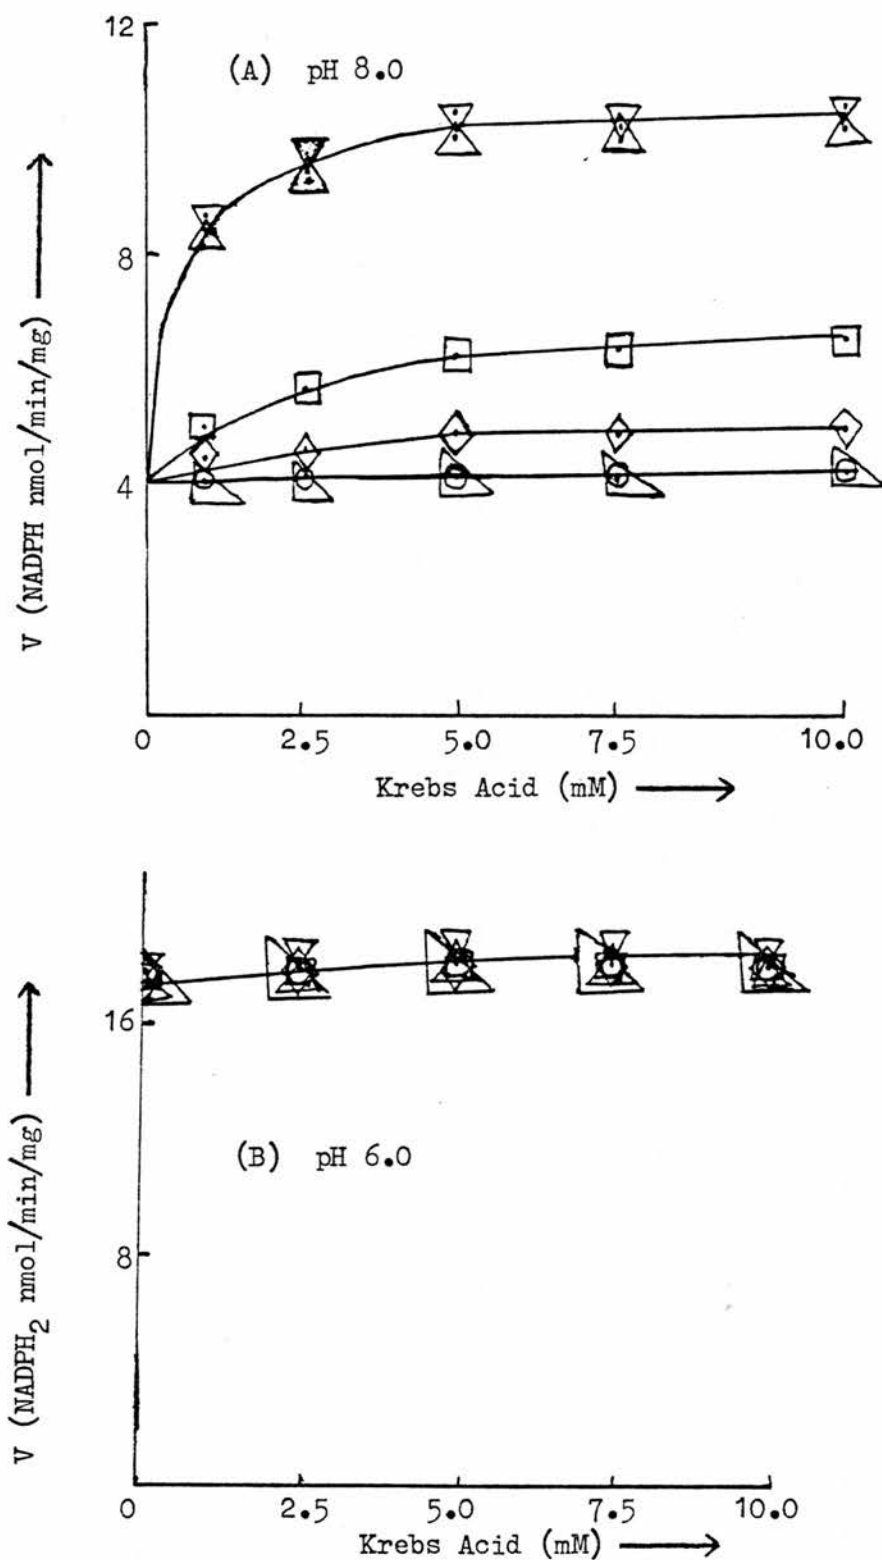 12
(A) pH 8.0
8
4
V (NADPH nmol/min/mg)
0 2.5 5.0 7.5 10.0
Krebs Acid (mM)
16
(B) pH 6.0
8
V (NADPH₂ nmol/min/mg)
0 2.5 5.0 7.5 10.0
Krebs Acid (mM)